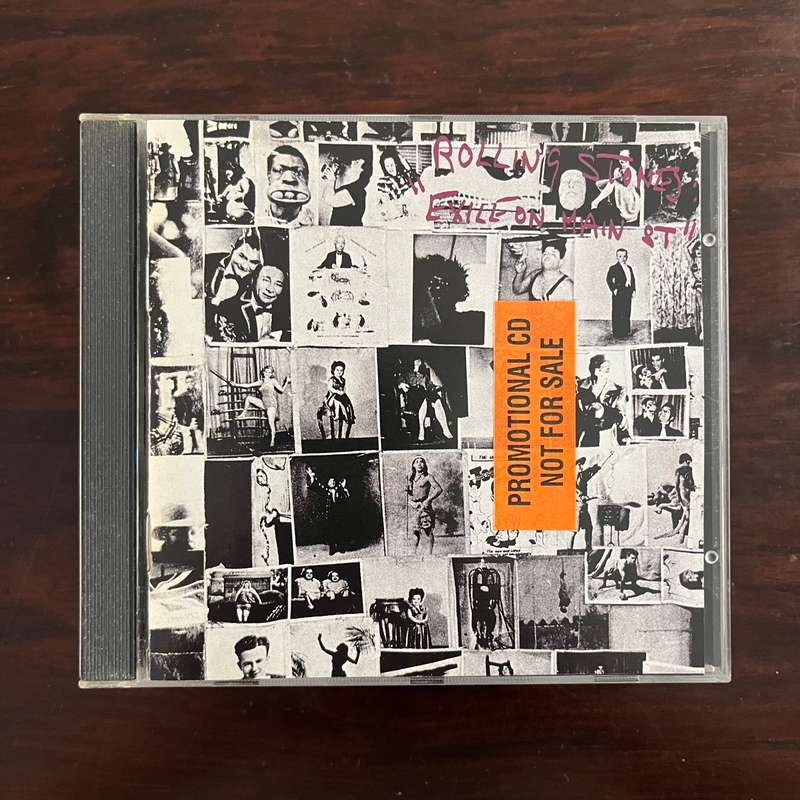 ROLLING STONES.
"EXILE ON MAIN ST"
PROMOTIONAL CD
NOT FOR SALE